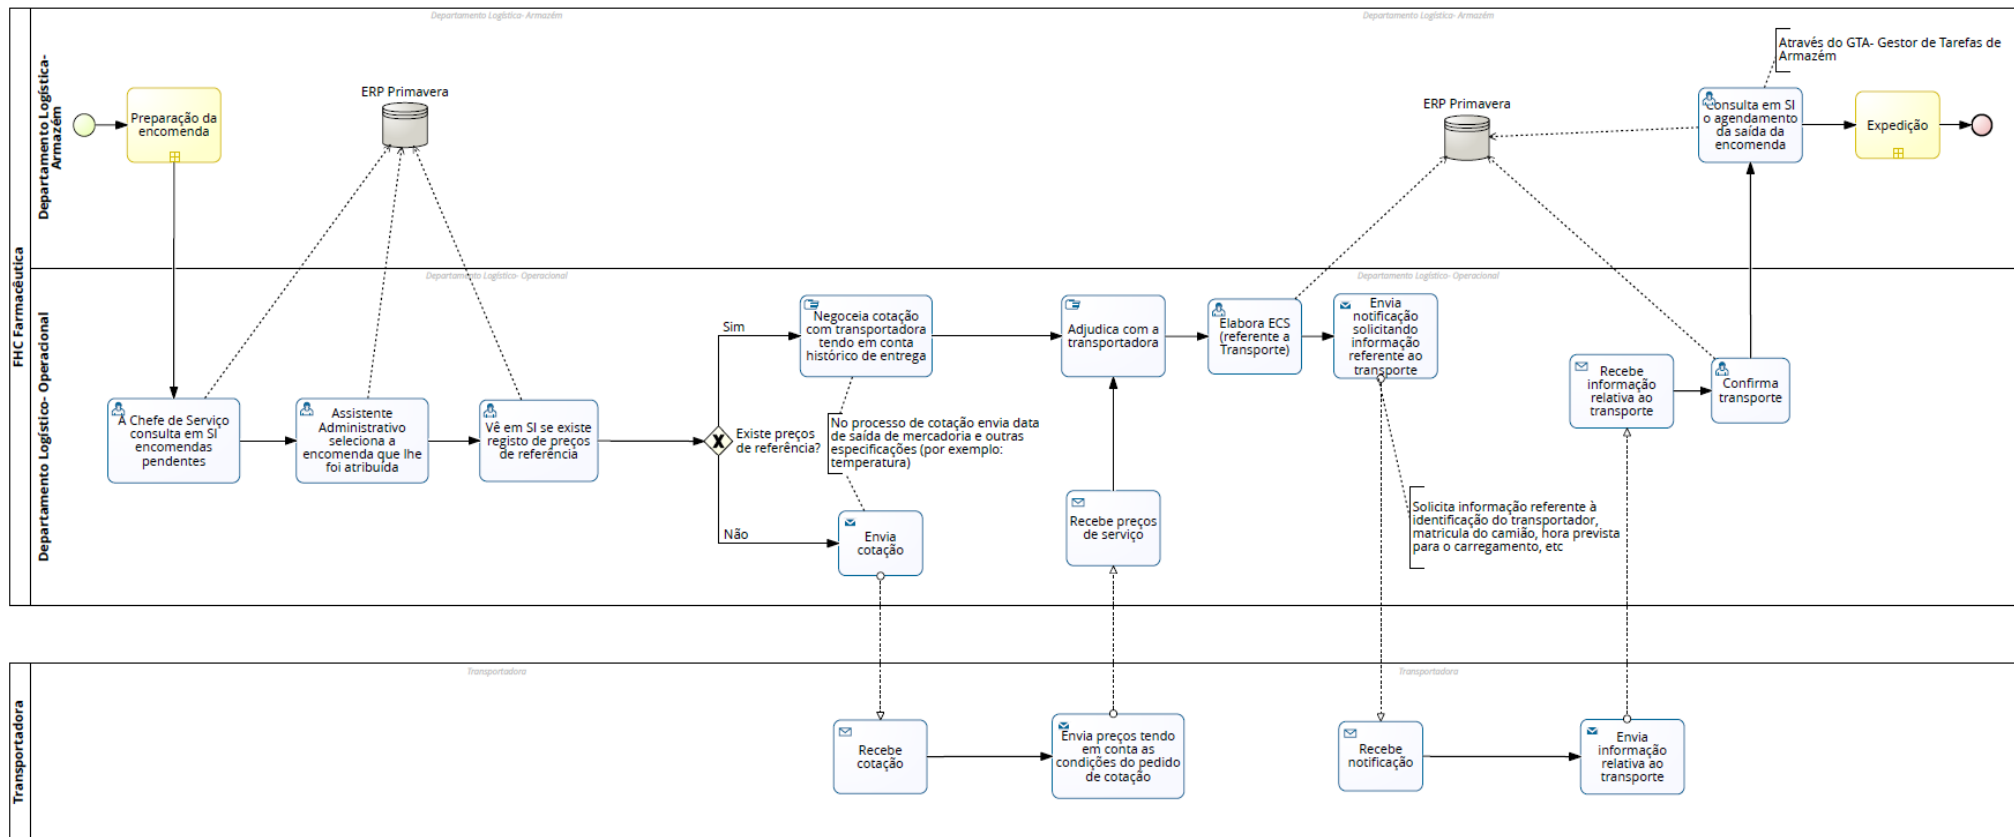 Departamento Logística- Armazém
Departamento Logística- Armazém
FHC Farmacêutica
Departamento Logística-
Armazém
Preparação da
encomenda
ERP Primavera
ERP Primavera
Através do GTA- Gestor de Tarefas de
Armazém
Consulta em SI
o agendamento
da saída da
encomenda
Expedição
Departamento Logístico- Operacional
Departamento Logístico- Operacional
Departamento Logístico- Operacional
A Chefe de Serviço
consulta em SI
encomendas
pendentes
Assistente
Administrativo
seleciona a
encomenda que lhe
foi atribuída
Vê em SI se existe
registo de preços
de referência
Existe preços
de referência?
Sim
Negoceia cotação
com transportadora
tendo em conta
histórico de entrega
No processo de cotação envia data
de saída de mercadoria e outras
especificações (por exemplo:
temperatura)
Não
Envia
cotação
Adjudica com a
transportadora
Recebe preços
de serviço
Elabora ECS
(referente a
Transporte)
Envia
notificação
solicitando
informação
referente ao
transporte
Solicita informação referente à
identificação do transportador,
matricula do camião, hora prevista
para o carregamento, etc
Recebe
informação
relativa ao
transporte
Confirma
transporte
Transportadora
Transportadora
Transportadora
Recebe
cotação
Envia preços tendo
em conta as
condições do pedido
de cotação
Recebe
notificação
Envia
informação
relativa ao
transporte